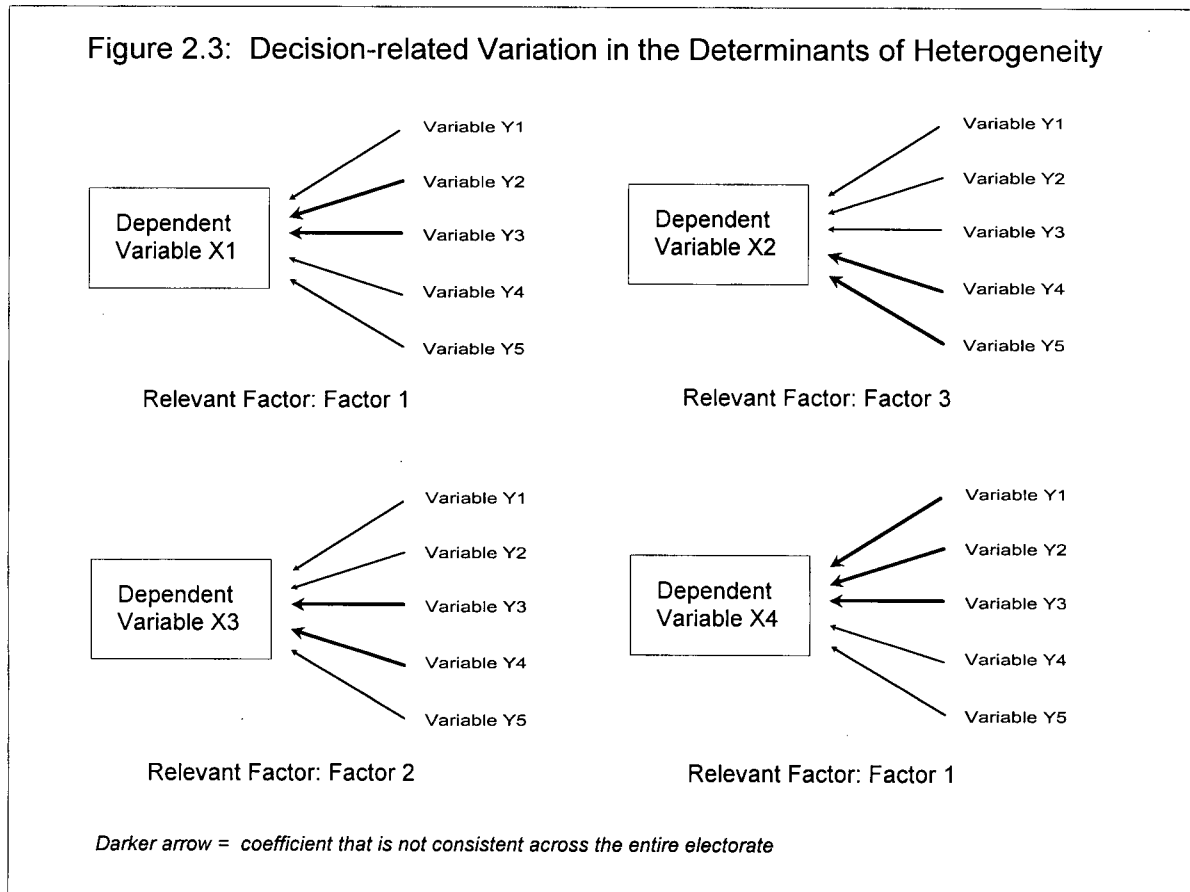 Figure 2.3: Decision-related Variation in the Determinants of Heterogeneity
Variable Y1
Variable Y2
Dependent
Variable X1
Variable Y3
Variable Y4
Variable Y5
Relevant Factor: Factor 1
Variable Y1
Variable Y2
Dependent
Variable X2
Variable Y3
Variable Y4
Variable Y5
Relevant Factor: Factor 3
Variable Y1
Variable Y2
Dependent
Variable X3
Variable Y3
Variable Y4
Variable Y5
Relevant Factor: Factor 2
Variable Y1
Variable Y2
Dependent
Variable X4
Variable Y3
Variable Y4
Variable Y5
Relevant Factor: Factor 1
Darker arrow = coefficient that is not consistent across the entire electorate